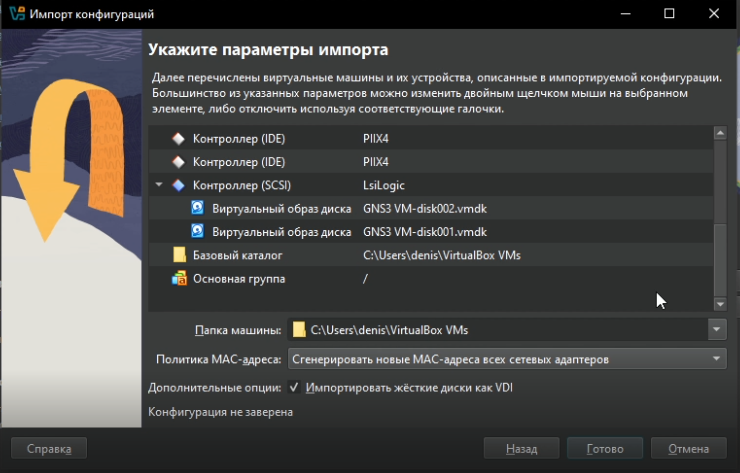 Импорт конфигураций
Укажите параметры импорта
Далее перечислены виртуальные машины и их устройства, описанные в импортируемой конфигурации.
Большинство из указанных параметров можно изменить двойным щелчком мыши на выбранном
элементе, либо отключить используя соответствующие галочки.
Контроллер (IDE) PIIX4
Контроллер (IDE) PIIX4
Контроллер (SCSI) LsiLogic
Виртуальный образ диска GNS3 VM-disk002.vmdk
Виртуальный образ диска GNS3 VM-disk001.vmdk
Базовый каталог C:\Users\denis\VirtualBox VMs
Основная группа /
Папка машины: C:\Users\denis\VirtualBox VMs
Политика MAC-адреса: Сгенерировать новые MAC-адреса всех сетевых адаптеров
Дополнительные опции: Импортировать жёсткие диски как VDI
Конфигурация не заверена
Справка Назад Готово Отмена